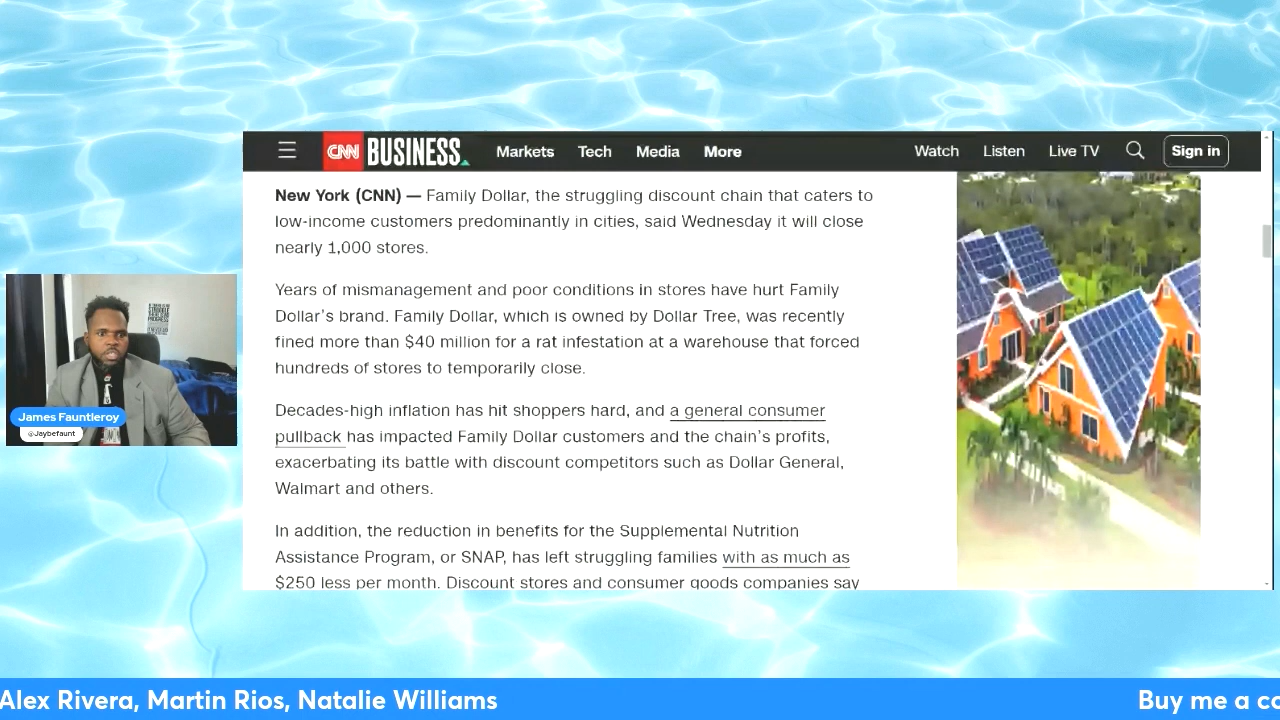 CNN BUSINESS Markets Tech Media More Watch Listen Live TV Sign in
New York (CNN) — Family Dollar, the struggling discount chain that caters to
low-income customers predominantly in cities, said Wednesday it will close
nearly 1,000 stores.
Years of mismanagement and poor conditions in stores have hurt Family
Dollar’s brand. Family Dollar, which is owned by Dollar Tree, was recently
fined more than $40 million for a rat infestation at a warehouse that forced
hundreds of stores to temporarily close.
Decades-high inflation has hit shoppers hard, and a general consumer
pullback has impacted Family Dollar customers and the chain’s profits,
exacerbating its battle with discount competitors such as Dollar General,
Walmart and others.
In addition, the reduction in benefits for the Supplemental Nutrition
Assistance Program, or SNAP, has left struggling families with as much as
$250 less per month. Discount stores and consumer goods companies say
James Fauntleroy
@Jaybefaunt
Alex Rivera, Martin Rios, Natalie Williams
Buy me a co